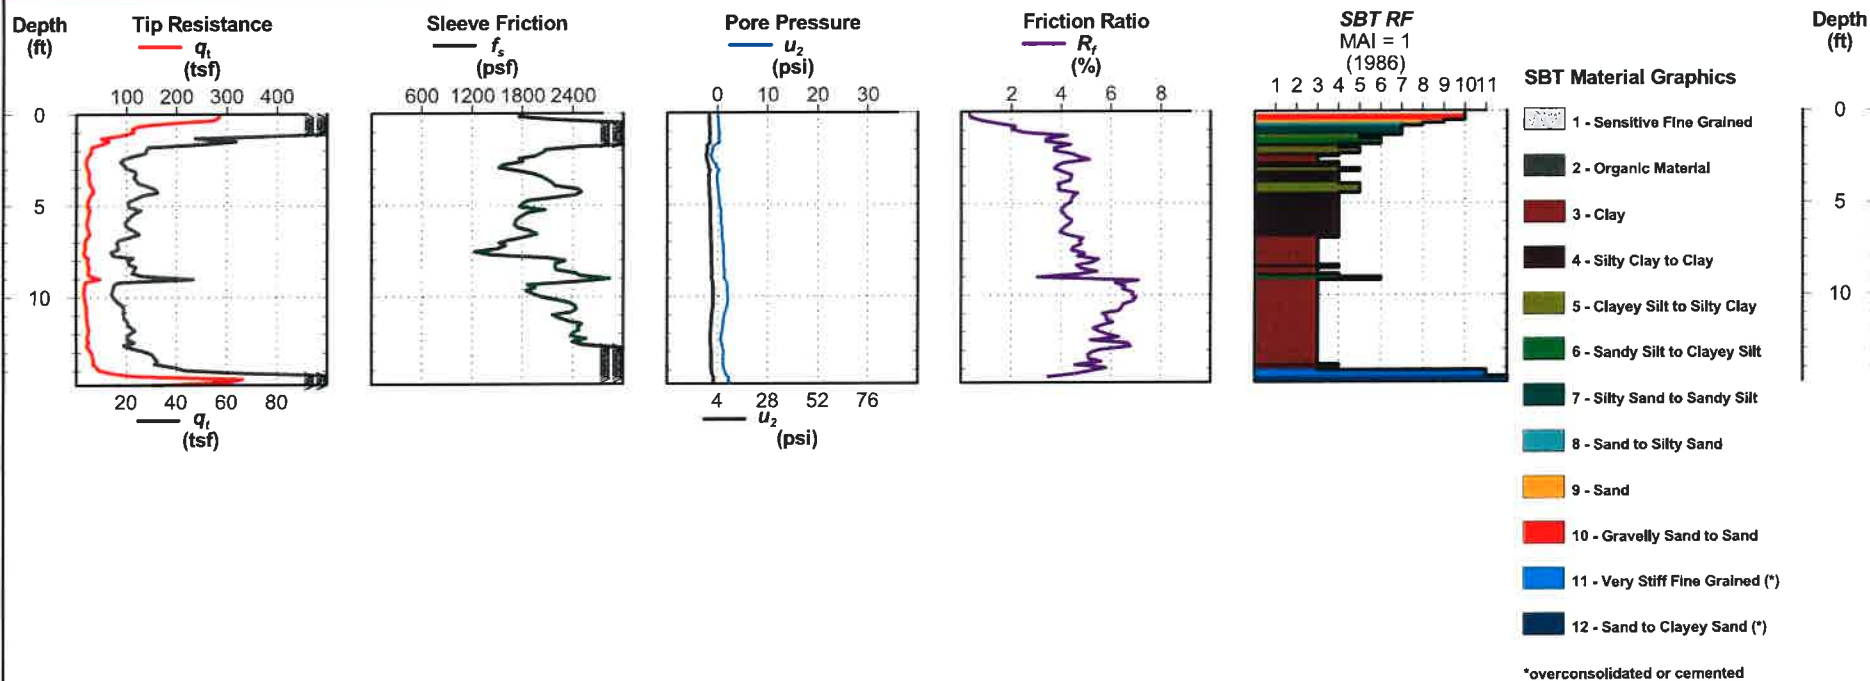 Depth
(ft)
0
5
10
Tip Resistance
qt
(tsf)
100 200 300 400
20 40 60 80
qt
(tsf)
Sleeve Friction
fs
(psf)
600 1200 1800 2400
Pore Pressure
u2
(psi)
0 10 20 30
4 28 52 76
u2
(psi)
Friction Ratio
Rf
(%)
2 4 6 8
SBT RF
MAI = 1
(1986)
1 2 3 4 5 6 7 8 9 10 11
SBT Material Graphics
1 - Sensitive Fine Grained
2 - Organic Material
3 - Clay
4 - Silty Clay to Clay
5 - Clayey Silt to Silty Clay
6 - Sandy Silt to Clayey Silt
7 - Silty Sand to Sandy Silt
8 - Sand to Silty Sand
9 - Sand
10 - Gravelly Sand to Sand
11 - Very Stiff Fine Grained (*)
12 - Sand to Clayey Sand (*)
*overconsolidated or cemented
Depth
(ft)
0
5
10